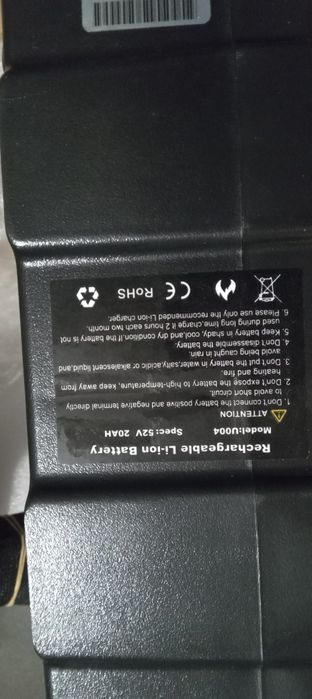 Rechargeable Li-ion Battery
Model:U004 Spec:52V 20AH
ATTENTION
1. Don't connect the battery positive and negative terminal directly
to avoid to short circuit.
2. Don't expose the battery to high-temperature, keep away from
heating and fire.
3. Don't put the battery in water,salty,acidic or alkalescent liquid,and
avoid being caught in rain.
4. Don't disassemble the battery.
5. Keep battery in shady, cool,and dry condition if the battery is not
used during long time,charge it 2 hours each two month.
6. Please use only the recommended Li-ion charger.
CE RoHS